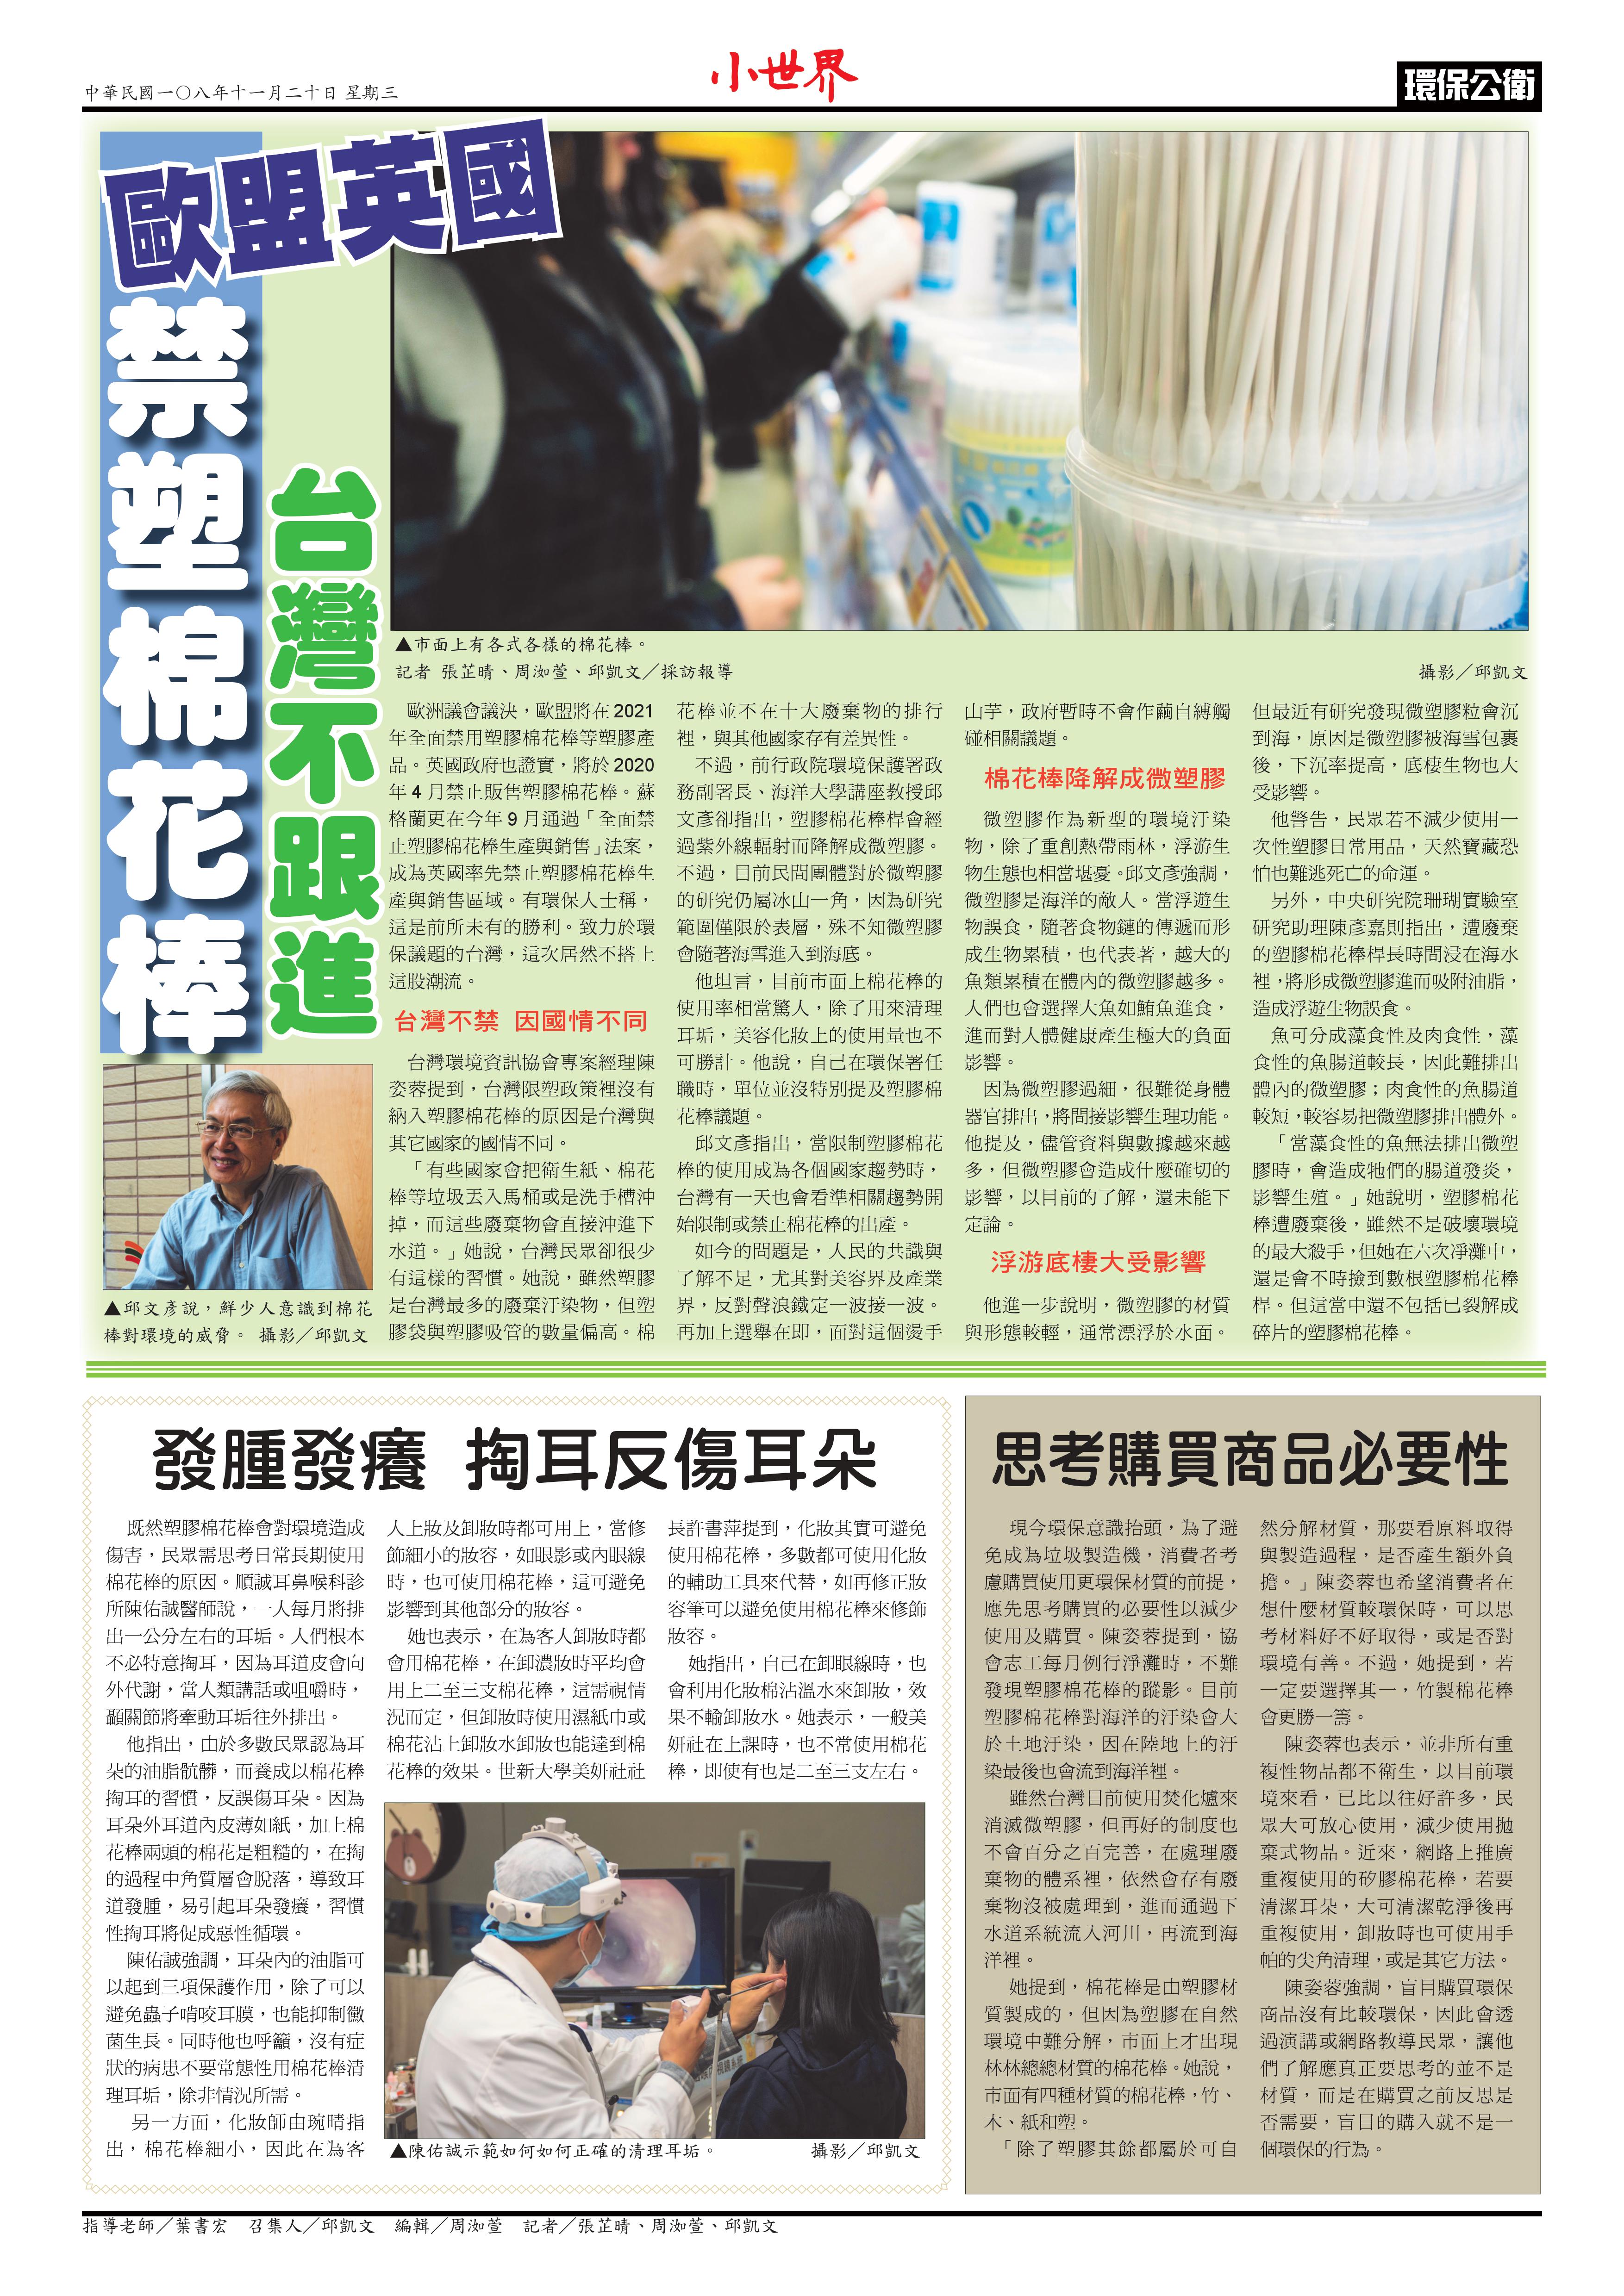 中華民國一〇八年十一月二十日 星期三
小世界
環保公衛
歐盟英國
禁塑棉花棒
台灣不跟進
▲市面上有各式各樣的棉花棒。
記者 張芷晴、周洳萱、邱凱文／採訪報導
攝影／邱凱文
歐洲議會議決，歐盟將在 2021
年全面禁用塑膠棉花棒等塑膠產
品。英國政府也證實，將於 2020
年 4 月禁止販售塑膠棉花棒。蘇
格蘭更在今年 9 月通過「全面禁
止塑膠棉花棒生產與銷售」法案，
成為英國率先禁止塑膠棉花棒生
產與銷售區域。有環保人士稱，
這是前所未有的勝利。致力於環
保議題的台灣，這次居然不搭上
這股潮流。
台灣不禁 因國情不同
台灣環境資訊協會專案經理陳
姿蓉提到，台灣限塑政策裡沒有
納入塑膠棉花棒的原因是台灣與
其它國家的國情不同。
「有些國家會把衛生紙、棉花
棒等垃圾丟入馬桶或是洗手槽沖
掉，而這些廢棄物會直接沖進下
水道。」她說，台灣民眾卻很少
有這樣的習慣。她說，雖然塑膠
是台灣最多的廢棄汙染物，但塑
膠袋與塑膠吸管的數量偏高。棉
花棒並不在十大廢棄物的排行
裡，與其他國家存有差異性。
不過，前行政院環境保護署政
務副署長、海洋大學講座教授邱
文彥卻指出，塑膠棉花棒桿會經
過紫外線輻射而降解成微塑膠。
不過，目前民間團體對於微塑膠
的研究仍屬冰山一角，因為研究
範圍僅限於表層，殊不知微塑膠
會隨著海雪進入到海底。
他坦言，目前市面上棉花棒的
使用率相當驚人，除了用來清理
耳垢，美容化妝上的使用量也不
可勝計。他說，自己在環保署任
職時，單位並沒特別提及塑膠棉
花棒議題。
邱文彥指出，當限制塑膠棉花
棒的使用成為各個國家趨勢時，
台灣有一天也會看準相關趨勢開
始限制或禁止棉花棒的出產。
如今的問題是，人民的共識與
了解不足，尤其對美容界及產業
界，反對聲浪鐵定一波接一波。
再加上選舉在即，面對這個燙手
山芋，政府暫時不會作繭自縛觸
碰相關議題。
棉花棒降解成微塑膠
微塑膠作為新型的環境汙染
物，除了重創熱帶雨林，浮游生
物生態也相當堪憂。邱文彥強調，
微塑膠是海洋的敵人。當浮遊生
物誤食，隨著食物鏈的傳遞而形
成生物累積，也代表著，越大的
魚類累積在體內的微塑膠越多。
人們也會選擇大魚如鮪魚進食，
進而對人體健康產生極大的負面
影響。
因為微塑膠過細，很難從身體
器官排出，將間接影響生理功能。
他提及，儘管資料與數據越來越
多，但微塑膠會造成什麼確切的
影響，以目前的了解，還未能下
定論。
浮游底棲大受影響
他進一步說明，微塑膠的材質
與形態較輕，通常漂浮於水面。
但最近有研究發現微塑膠粒會沉
到海，原因是微塑膠被海雪包裹
後，下沉率提高，底棲生物也大
受影響。
他警告，民眾若不減少使用一
次性塑膠日常用品，天然寶藏恐
怕也難逃死亡的命運。
另外，中央研究院珊瑚實驗室
研究助理陳彥嘉則指出，遭廢棄
的塑膠棉花棒桿長時間浸在海水
裡，將形成微塑膠進而吸附油脂，
造成浮遊生物誤食。
魚可分成藻食性及肉食性，藻
食性的魚腸道較長，因此難排出
體內的微塑膠；肉食性的魚腸道
較短，較容易把微塑膠排出體外。
「當藻食性的魚無法排出微塑
膠時，會造成牠們的腸道發炎，
影響生殖。」她說明，塑膠棉花
棒遭廢棄後，雖然不是破壞環境
的最大殺手，但她在六次凈灘中，
還是會不時撿到數根塑膠棉花棒
桿。但這當中還不包括已裂解成
碎片的塑膠棉花棒。
▲邱文彥說，鮮少人意識到棉花
棒對環境的威脅。 攝影／邱凱文
發腫發癢 掏耳反傷耳朵
既然塑膠棉花棒會對環境造成
傷害，民眾需思考日常長期使用
棉花棒的原因。順誠耳鼻喉科診
所陳佑誠醫師說，一人每月將排
出一公分左右的耳垢。人們根本
不必特意掏耳，因為耳道皮會向
外代謝，當人類講話或咀嚼時，
顳關節將牽動耳垢往外排出。
他指出，由於多數民眾認為耳
朵的油脂骯髒，而養成以棉花棒
掏耳的習慣，反誤傷耳朵。因為
耳朵外耳道內皮薄如紙，加上棉
花棒兩頭的棉花是粗糙的，在掏
的過程中角質層會脫落，導致耳
道發腫，易引起耳朵發癢，習慣
性掏耳將促成惡性循環。
陳佑誠強調，耳朵內的油脂可
以起到三項保護作用，除了可以
避免蟲子啃咬耳膜，也能抑制黴
菌生長。同時他也呼籲，沒有症
狀的病患不要常態性用棉花棒清
理耳垢，除非情況所需。
另一方面，化妝師由琬晴指
出，棉花棒細小，因此在為客
人上妝及卸妝時都可用上，當修
飾細小的妝容，如眼影或內眼線
時，也可使用棉花棒，這可避免
影響到其他部分的妝容。
她也表示，在為客人卸妝時都
會用棉花棒，在卸濃妝時平均會
用上二至三支棉花棒，這需視情
況而定，但卸妝時使用濕紙巾或
棉花沾上卸妝水卸妝也能達到棉
花棒的效果。世新大學美妍社社
長許書萍提到，化妝其實可避免
使用棉花棒，多數都可使用化妝
的輔助工具來代替，如再修正妝
容筆可以避免使用棉花棒來修飾
妝容。
她指出，自己在卸眼線時，也
會利用化妝棉沾溫水來卸妝，效
果不輸卸妝水。她表示，一般美
妍社在上課時，也不常使用棉花
棒，即使有也是二至三支左右。
▲陳佑誠示範如何如何正確的清理耳垢。
攝影／邱凱文
思考購買商品必要性
現今環保意識抬頭，為了避
免成為垃圾製造機，消費者考
慮購買使用更環保材質的前提，
應先思考購買的必要性以減少
使用及購買。陳姿蓉提到，協
會志工每月例行淨灘時，不難
發現塑膠棉花棒的蹤影。目前
塑膠棉花棒對海洋的汙染會大
於土地汙染，因在陸地上的汙
染最後也會流到海洋裡。
雖然台灣目前使用焚化爐來
消滅微塑膠，但再好的制度也
不會百分之百完善，在處理廢
棄物的體系裡，依然會存有廢
棄物沒被處理到，進而通過下
水道系統流入河川，再流到海
洋裡。
她提到，棉花棒是由塑膠材
質製成的，但因為塑膠在自然
環境中難分解，市面上才出現
林林總總材質的棉花棒。她說，
市面有四種材質的棉花棒，竹、
木、紙和塑。
「除了塑膠其餘都屬於可自
然分解材質，那要看原料取得
與製造過程，是否產生額外負
擔。」陳姿蓉也希望消費者在
想什麼材質較環保時，可以思
考材料好不好取得，或是否對
環境有善。不過，她提到，若
一定要選擇其一，竹製棉花棒
會更勝一籌。
陳姿蓉也表示，並非所有重
複性物品都不衛生，以目前環
境來看，已比以往好許多，民
眾大可放心使用，減少使用拋
棄式物品。近來，網路上推廣
重複使用的矽膠棉花棒，若要
清潔耳朵，大可清潔乾淨後再
重複使用，卸妝時也可使用手
帕的尖角清理，或是其它方法。
陳姿蓉強調，盲目購買環保
商品沒有比較環保，因此會透
過演講或網路教導民眾，讓他
們了解應真正要思考的並不是
材質，而是在購買之前反思是
否需要，盲目的購入就不是一
個環保的行為。
指導老師／葉書宏 召集人／邱凱文 編輯／周洳萱 記者／張芷晴、周洳萱、邱凱文